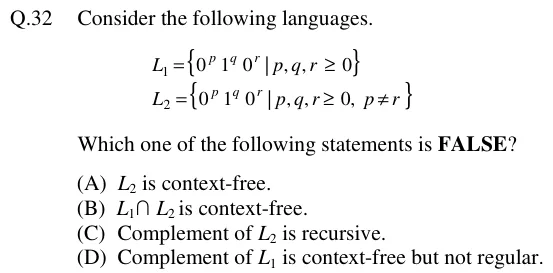 Q.32 Consider the following languages.
L₁ = {0ᵖ 1^q 0ʳ | p, q, r ≥ 0}
L₂ = {0ᵖ 1^q 0ʳ | p, q, r ≥ 0, p ≠ r}
Which one of the following statements is FALSE?
(A) L₂ is context-free.
(B) L₁∩ L₂ is context-free.
(C) Complement of L₂ is recursive.
(D) Complement of L₁ is context-free but not regular.